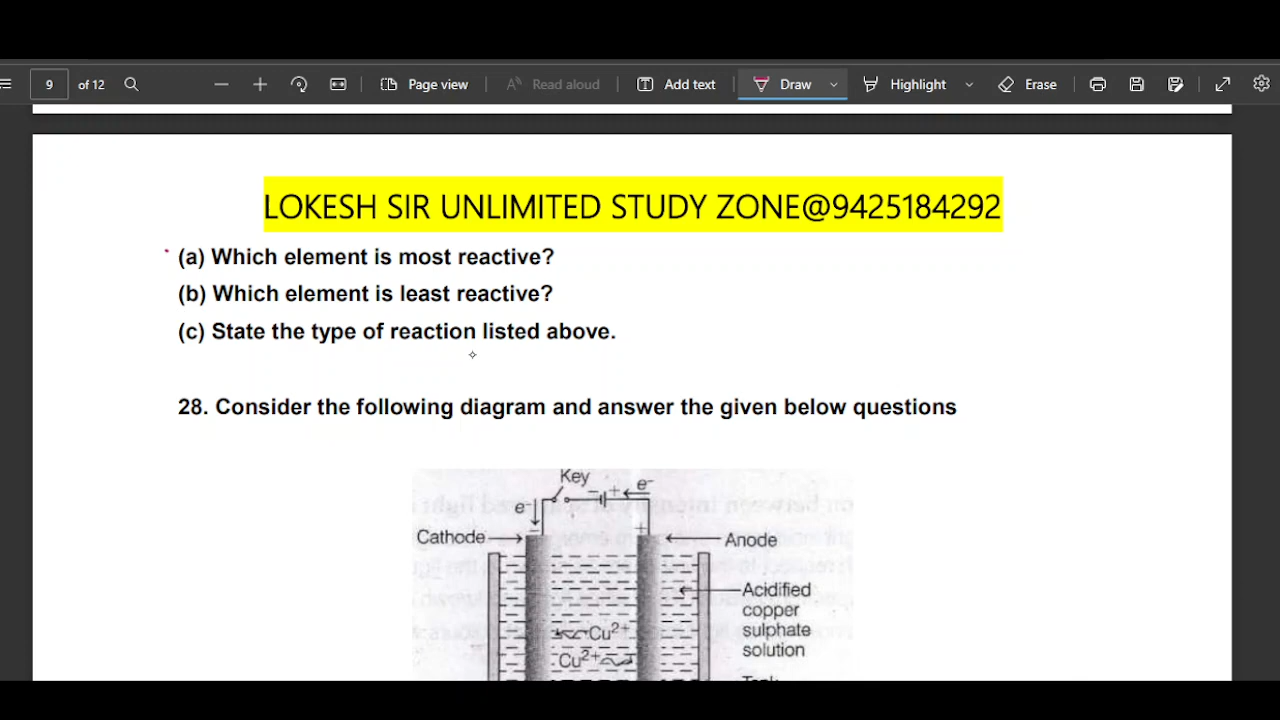 9 of 12 Page view Read aloud Add text Draw Highlight Erase
LOKESH SIR UNLIMITED STUDY ZONE@9425184292
(a) Which element is most reactive?
(b) Which element is least reactive?
(c) State the type of reaction listed above.
28. Consider the following diagram and answer the given below questions
Key
− + e⁻
e⁻
− +
Cathode
Anode
Acidified
copper
sulphate
solution
Cu²⁺
Cu²⁺